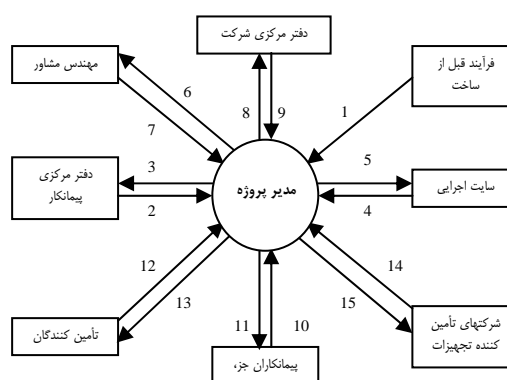 دفتر مرکزی شرکت
مهندس مشاور
فرآیند قبل از
ساخت
6
8
9
1
7
3
5
دفتر مرکزی
پیمانکار
مدیر پروژه
سایت اجرایی
2
4
12
14
13
15
تأمین کنندگان
11
10
شرکتهای تأمین
کننده تجهیزات
پیمانکاران جز،